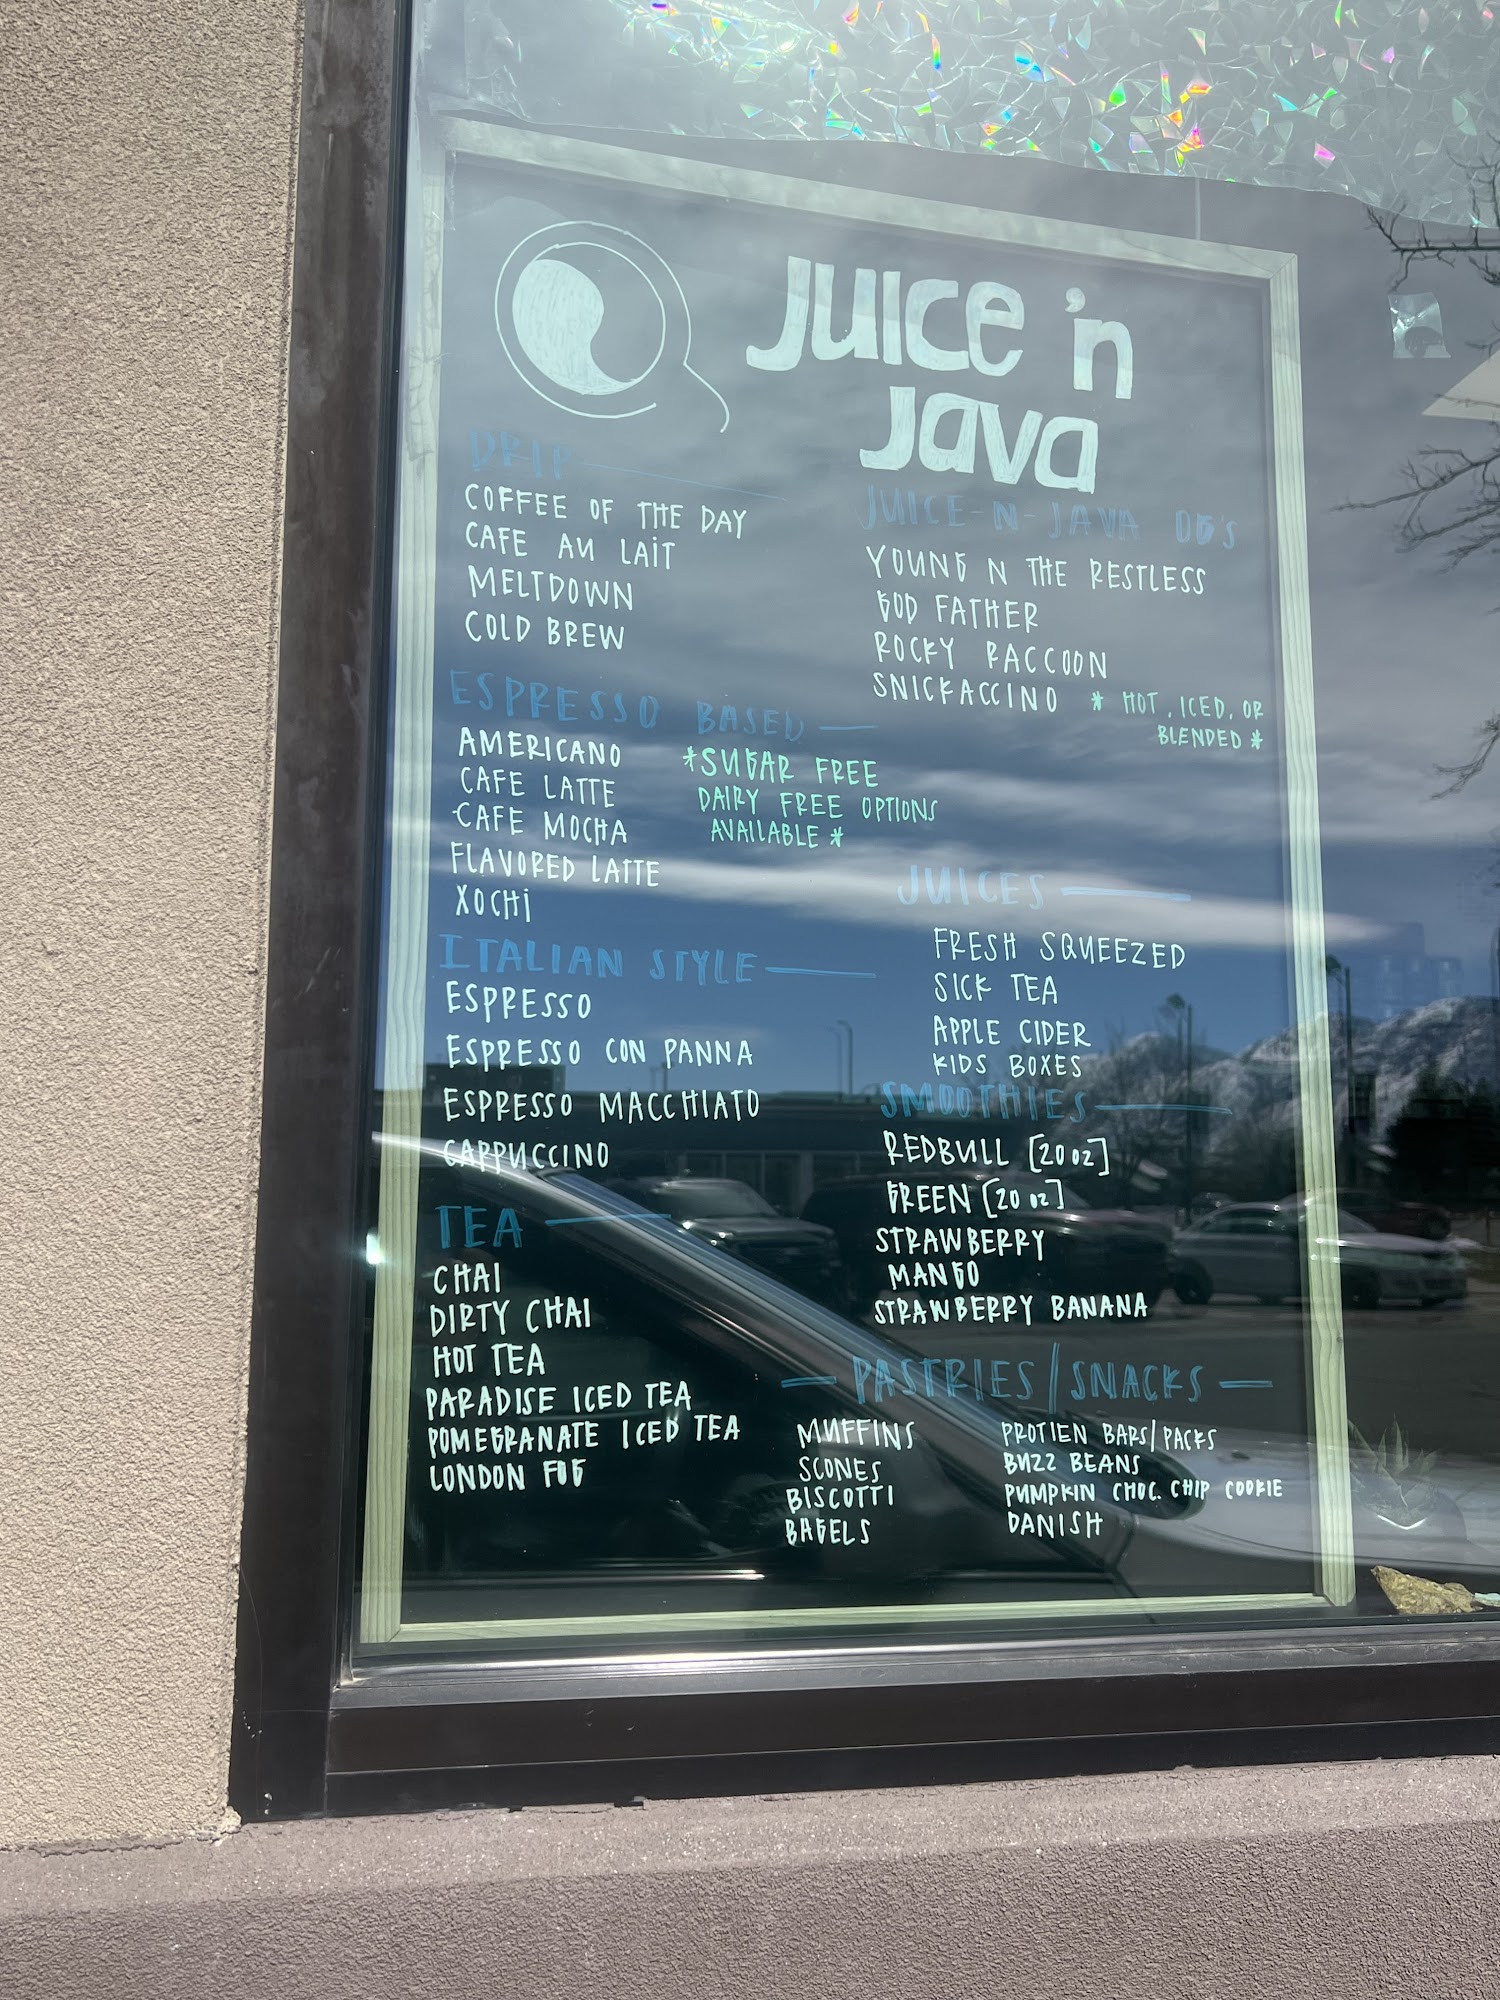 JUICE 'N
JAVA
DRIP
COFFEE OF THE DAY
CAFE AU LAIT
MELTDOWN
COLD BREW
ESPRESSO BASED
AMERICANO
CAFE LATTE
CAFE MOCHA
FLAVORED LATTE
XOCHI
*SUGAR FREE
DAIRY FREE OPTIONS
AVAILABLE *
ITALIAN STYLE
ESPRESSO
ESPRESSO CON PANNA
ESPRESSO MACCHIATO
CAPPUCCINO
TEA
CHAI
DIRTY CHAI
HOT TEA
PARADISE ICED TEA
POMEGRANATE ICED TEA
LONDON FOG
JUICE-N-JAVA OG'S
YOUNG N THE RESTLESS
GOD FATHER
ROCKY RACCOON
SNICKACCINO
* HOT, ICED, OR
BLENDED *
JUICES
FRESH SQUEEZED
SICK TEA
APPLE CIDER
KIDS BOXES
SMOOTHIES
REDBULL [20 oz]
GREEN [20 oz]
STRAWBERRY
MANGO
STRAWBERRY BANANA
PASTRIES/SNACKS
MUFFINS
SCONES
BISCOTTI
BAGELS
PROTIEN BARS/PACKS
BUZZ BEANS
PUMPKIN CHOC. CHIP COOKIE
DANISH